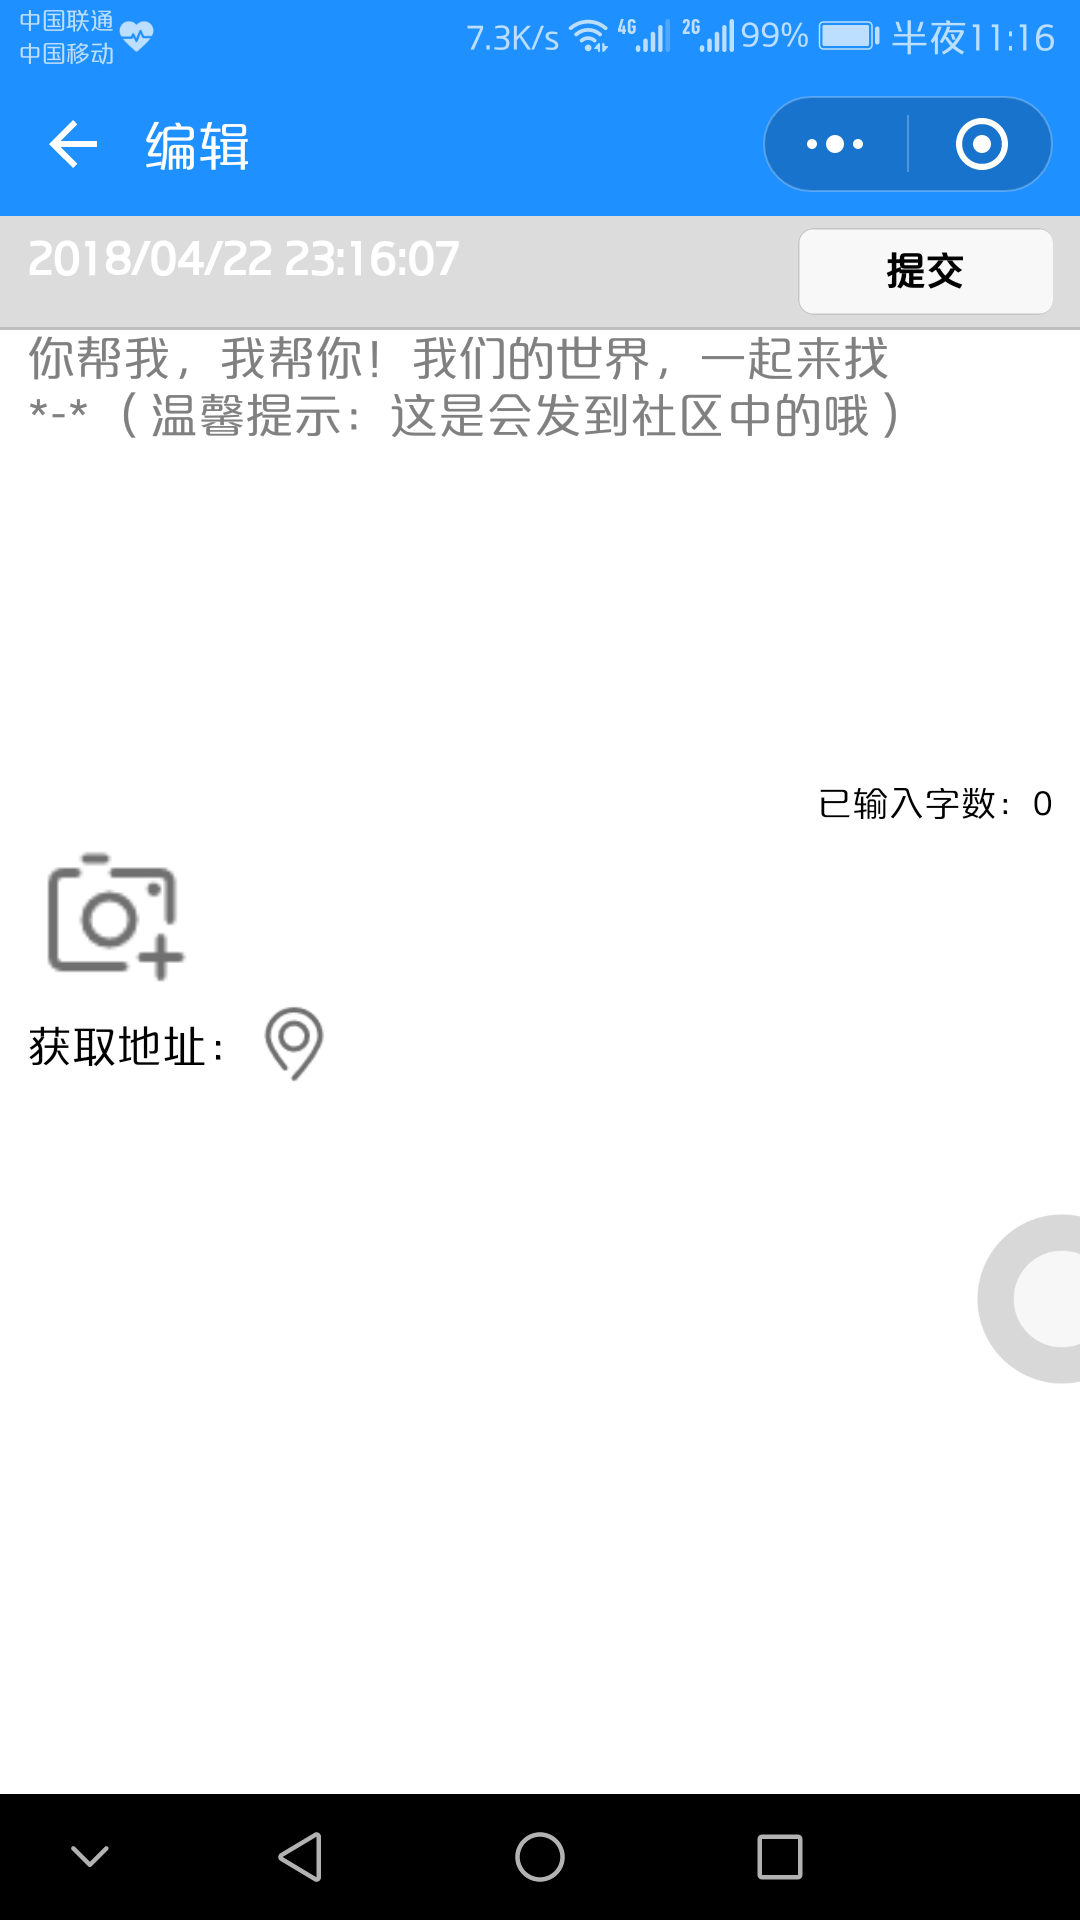 中国联通
中国移动
7.3K/s 4G 2G 99% 半夜11:16
编辑
2018/04/22 23:16:07
提交
你帮我，我帮你！我们的世界，一起来找
*-*（温馨提示：这是会发到社区中的哦）
已输入字数：0
获取地址：